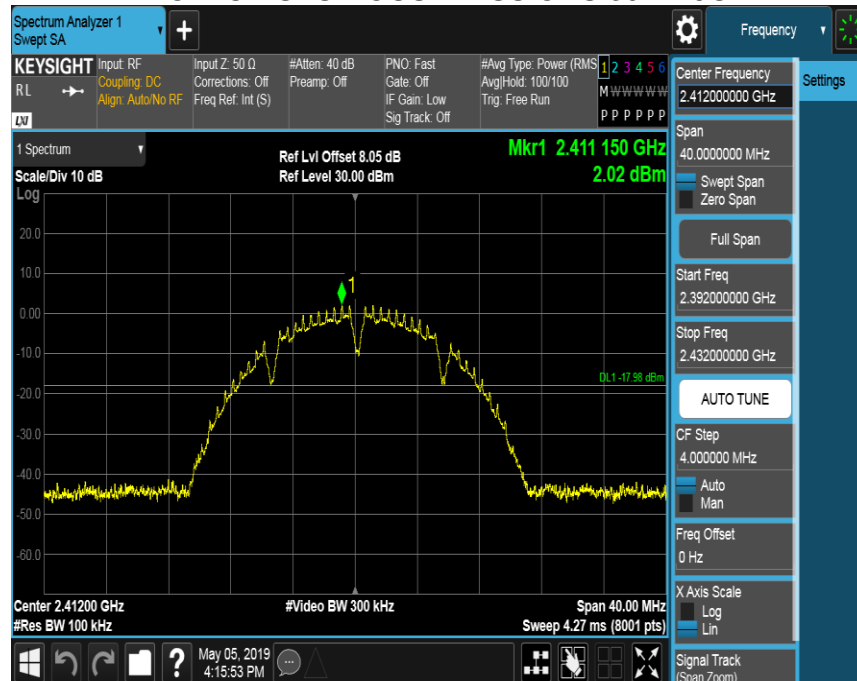 Spectrum Analyzer 1
Swept SA
+
Frequency
KEYSIGHT
RL
LXI
Input: RF
Coupling: DC
Align: Auto/No RF
Input Z: 50 Ω
Corrections: Off
Freq Ref: Int (S)
#Atten: 40 dB
Preamp: Off
PNO: Fast
Gate: Off
IF Gain: Low
Sig Track: Off
#Avg Type: Power (RMS
Avg|Hold: 100/100
Trig: Free Run
1 2 3 4 5 6
M W W W W W
P P P P P P
Center Frequency
2.412000000 GHz
Settings
Span
40.0000000 MHz
Swept Span
Zero Span
Full Span
Start Freq
2.392000000 GHz
Stop Freq
2.432000000 GHz
AUTO TUNE
CF Step
4.000000 MHz
Auto
Man
Freq Offset
0 Hz
X Axis Scale
Log
Lin
Signal Track
(Span Zoom)
1 Spectrum
Scale/Div 10 dB
Log
Ref Lvl Offset 8.05 dB
Ref Level 30.00 dBm
Mkr1 2.411 150 GHz
2.02 dBm
20.0
10.0
0.00
-10.0
-20.0
-30.0
-40.0
-50.0
-60.0
1
DL1 -17.98 dBm
Center 2.41200 GHz
#Res BW 100 kHz
#Video BW 300 kHz
Span 40.00 MHz
Sweep 4.27 ms (8001 pts)
?
May 05, 2019
4:15:53 PM